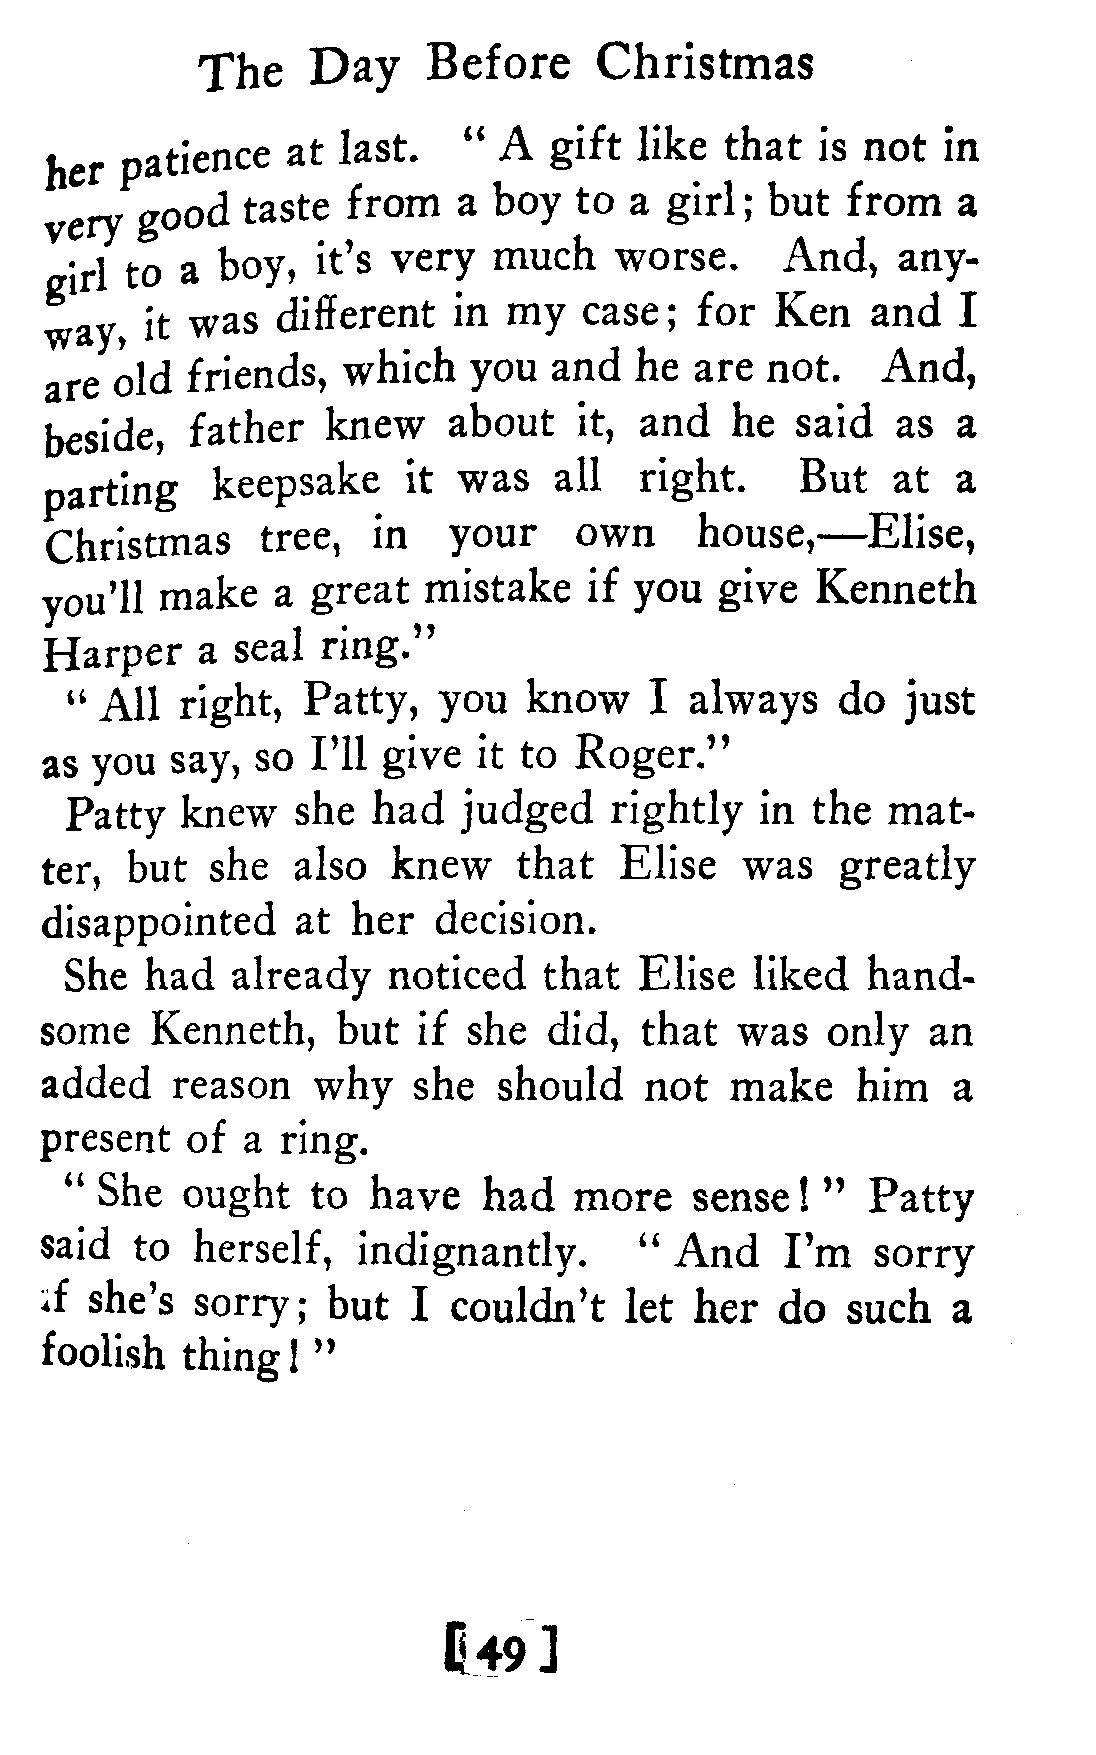 The Day Before Christmas
her patience at last. " A gift like that is not in
very good taste from a boy to a girl; but from a
girl to a boy, it's very much worse. And, any-
way, it was different in my case; for Ken and I
are old friends, which you and he are not. And,
beside, father knew about it, and he said as a
parting keepsake it was all right. But at a
Christmas tree, in your own house,—Elise,
you'll make a great mistake if you give Kenneth
Harper a seal ring."
" All right, Patty, you know I always do just
as you say, so I'll give it to Roger."
Patty knew she had judged rightly in the mat-
ter, but she also knew that Elise was greatly
disappointed at her decision.
She had already noticed that Elise liked hand-
some Kenneth, but if she did, that was only an
added reason why she should not make him a
present of a ring.
" She ought to have had more sense! " Patty
said to herself, indignantly. " And I'm sorry
if she's sorry; but I couldn't let her do such a
foolish thing! "
[ 49 ]